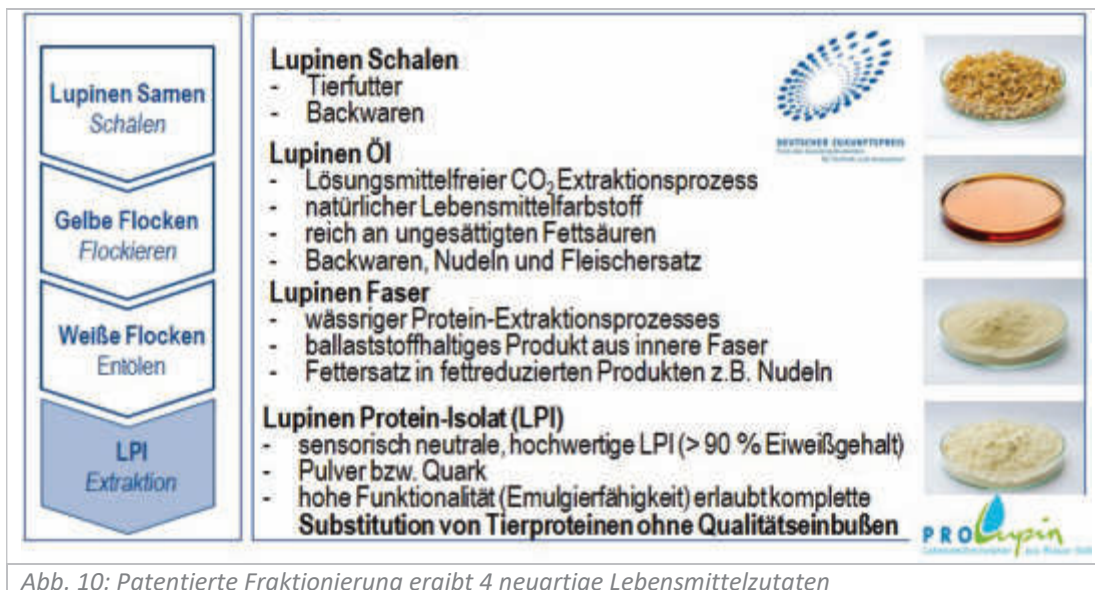 Lupinen Samen
Schälen
Gelbe Flocken
Flockieren
Weiße Flocken
Entölen
LPI
Extraktion
Lupinen Schalen
- Tierfutter
- Backwaren
Lupinen Öl
- Lösungsmittelfreier CO₂ Extraktionsprozess
- natürlicher Lebensmittelfarbstoff
- reich an ungesättigten Fettsäuren
- Backwaren, Nudeln und Fleischersatz
Lupinen Faser
- wässriger Protein-Extraktionsprozesses
- ballaststoffhaltiges Produkt aus innere Faser
- Fettersatz in fettreduzierten Produkten z.B. Nudeln
Lupinen Protein-Isolat (LPI)
- sensorisch neutrale, hochwertige LPI (> 90 % Eiweißgehalt)
- Pulver bzw. Quark
- hohe Funktionalität (Emulgierfähigkeit) erlaubt komplette
Substitution von Tierproteinen ohne Qualitätseinbußen
DEUTSCHER ZUKUNFTSPREIS
PROLupin
Abb. 10: Patentierte Fraktionierung ergibt 4 neuartige Lebensmittelzutaten